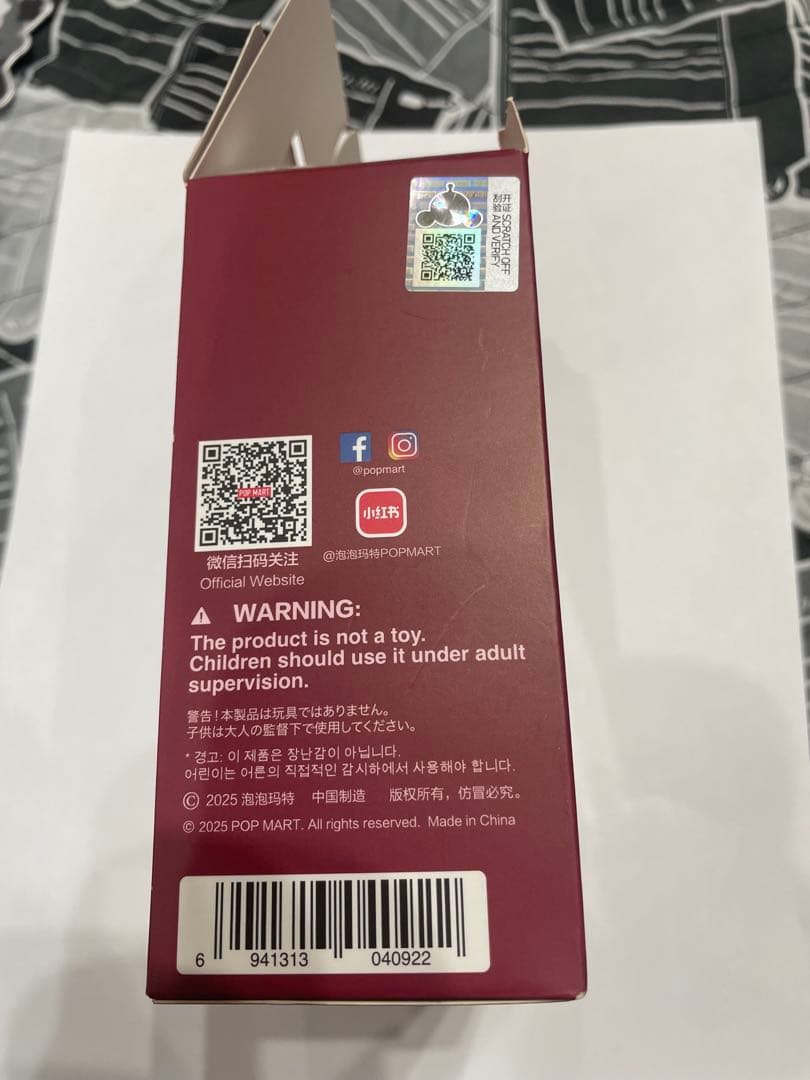 刮开
验证
SCRATCH OFF
AND VERIFY
POP MART
@popmart
小红书
微信扫码关注
@泡泡玛特POPMART
Official Website
WARNING:
The product is not a toy.
Children should use it under adult
supervision.
警告!本製品は玩具ではありません。
子供は大人の監督下で使用してください。
* 경고: 이 제품은 장난감이 아닙니다.
어린이는 어른의 직접적인 감시하에서 사용해야 합니다.
© 2025 泡泡玛特 中国制造 版权所有，仿冒必究。
© 2025 POP MART. All rights reserved. Made in China
6 941313 040922